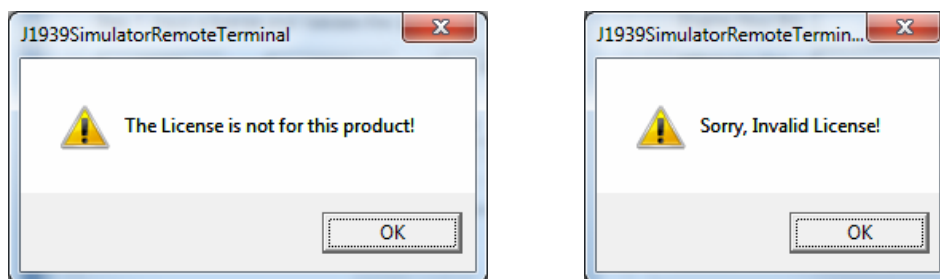 J1939SimulatorRemoteTerminal
The License is not for this product!
OK
J1939SimulatorRemoteTermin...
Sorry, Invalid License!
OK